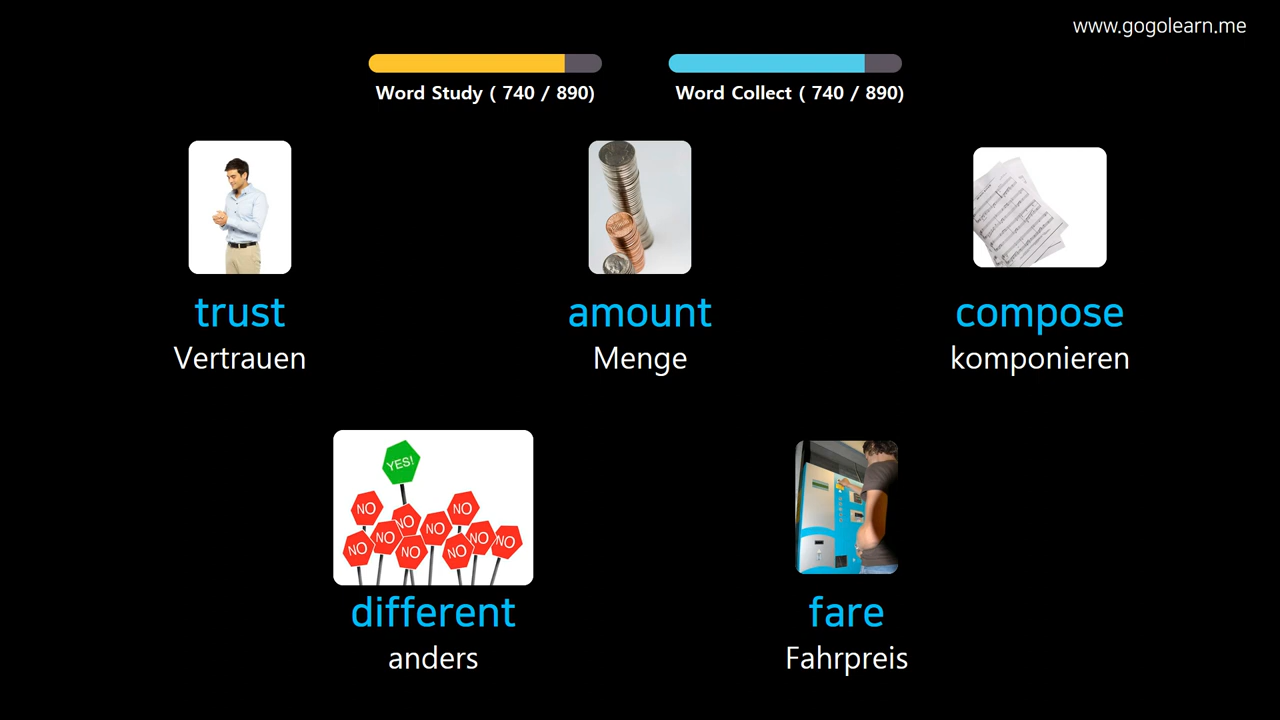 www.gogolearn.me
Word Study ( 740 / 890)
Word Collect ( 740 / 890)
trust
amount
compose
Vertrauen
Menge
komponieren
YES!
NO
NO
NO
NO
NO
NO
NO
NO
NO
NO
different
fare
anders
Fahrpreis